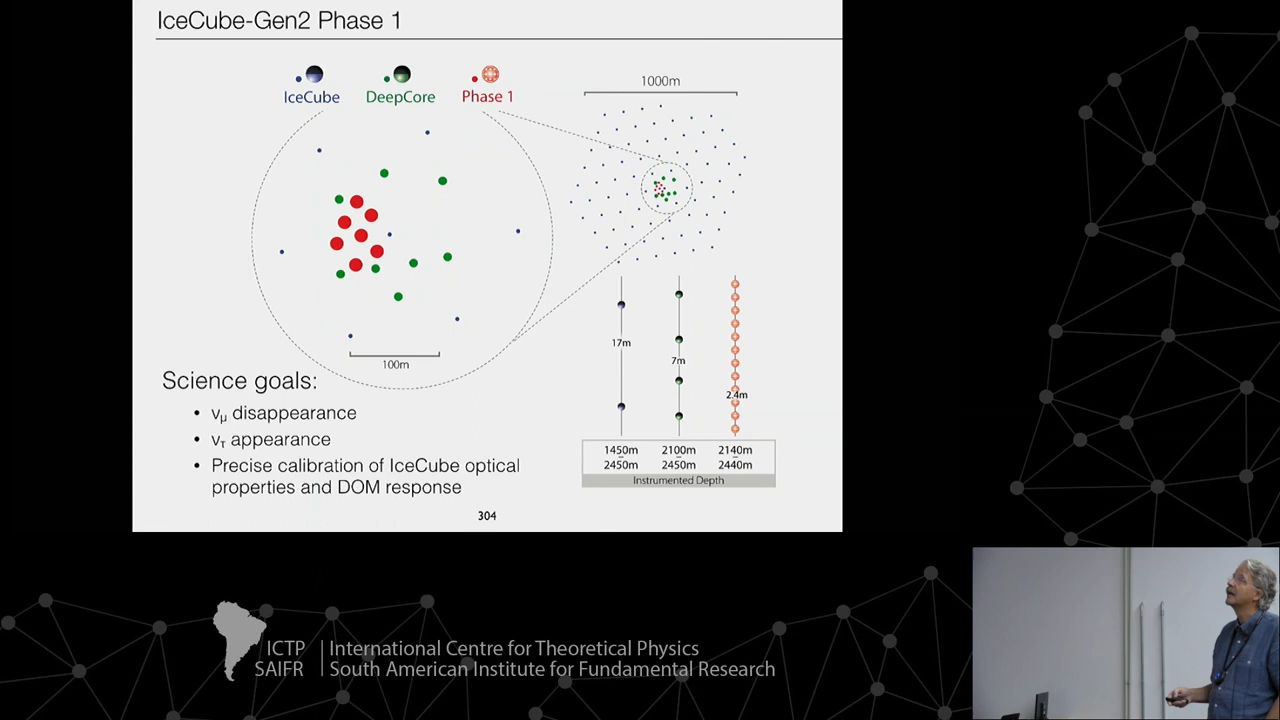 IceCube-Gen2 Phase 1
IceCube
DeepCore
Phase 1
1000m
100m
17m
7m
2.4m
1450m
2450m
2100m
2450m
2140m
2440m
Instrumented Depth
Science goals:
• νμ disappearance
• ντ appearance
• Precise calibration of IceCube optical
properties and DOM response
304
ICTP
SAIFR
International Centre for Theoretical Physics
South American Institute for Fundamental Research